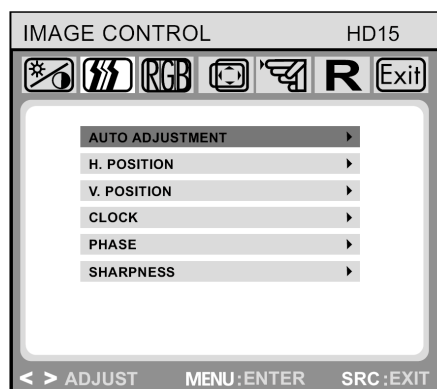 IMAGE CONTROL HD15
RGB R Exit
AUTO ADJUSTMENT
H. POSITION
V. POSITION
CLOCK
PHASE
SHARPNESS
< > ADJUST MENU:ENTER SRC:EXIT